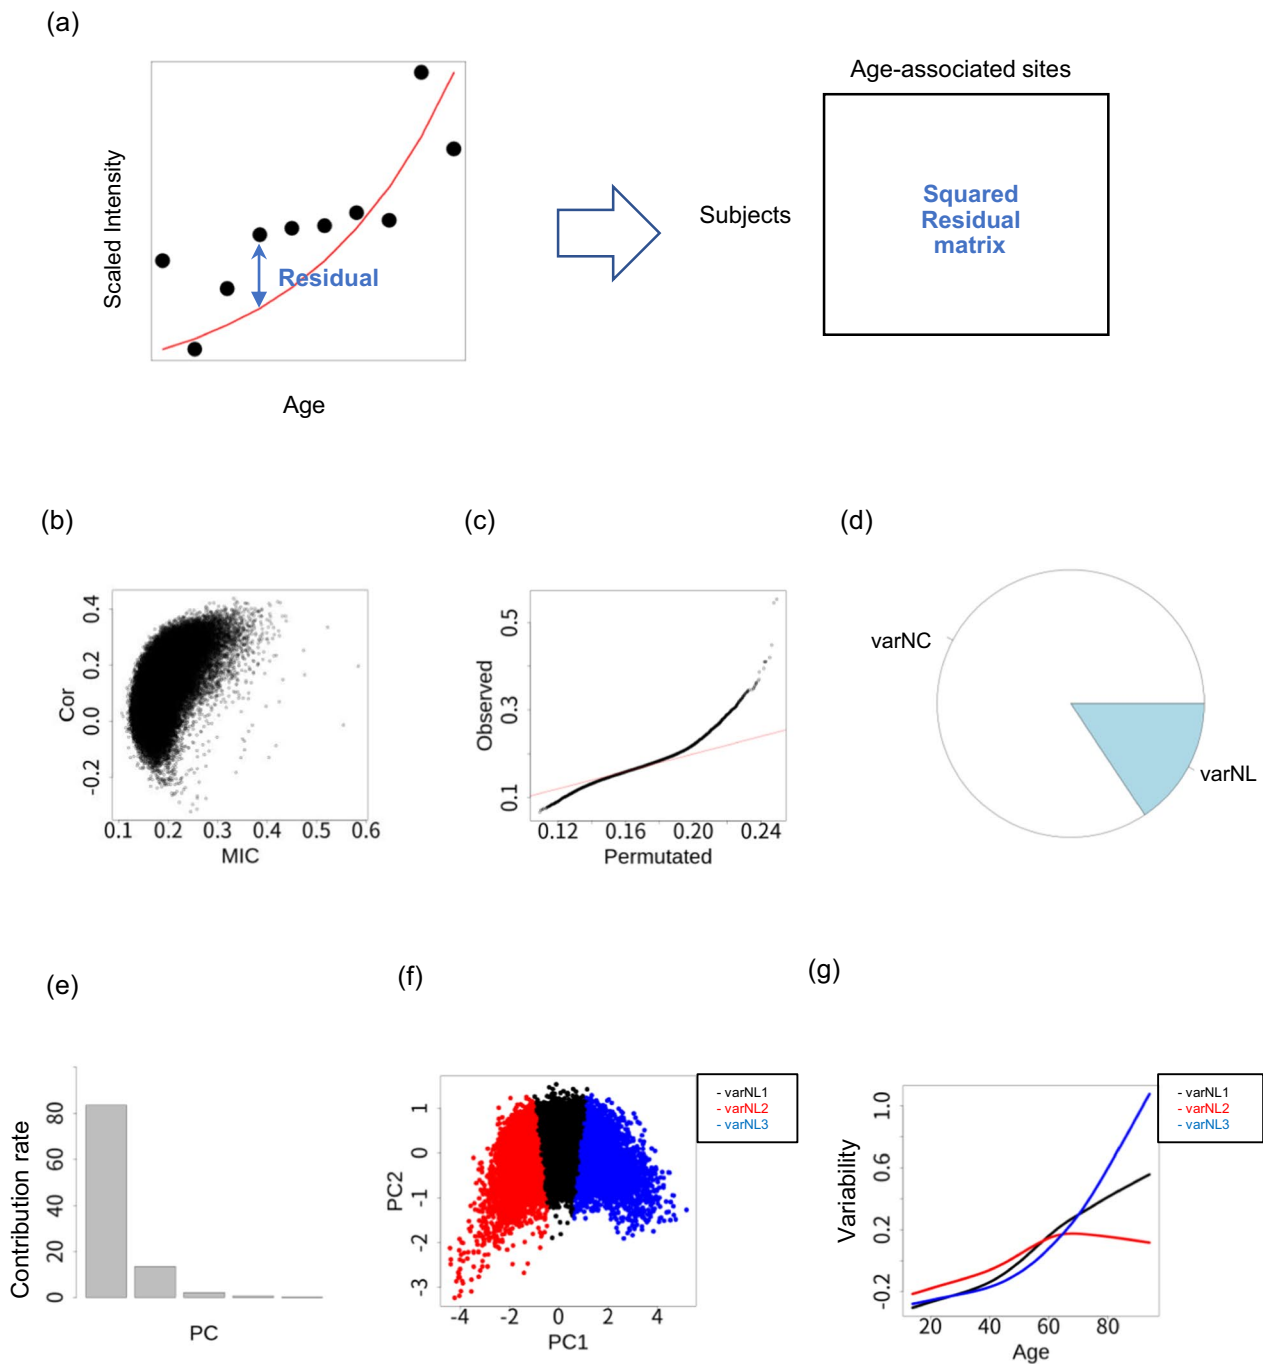 (a)
Scaled Intensity
Residual
Age
Age-associated sites
Subjects
Squared
Residual
matrix
(b)
Cor
0.4
0.2
0.0
-0.2
0.1 0.2 0.3 0.4 0.5 0.6
MIC
(c)
Observed
0.5
0.3
0.1
0.12 0.16 0.20 0.24
Permutated
(d)
varNC
varNL
(e)
Contribution rate
80
60
40
20
0
PC
(f)
PC2
1
0
-1
-2
-3
-4 -2 0 2 4
PC1
- varNL1
- varNL2
- varNL3
(g)
Variability
1.0
0.6
0.2
-0.2
20 40 60 80
Age
- varNL1
- varNL2
- varNL3